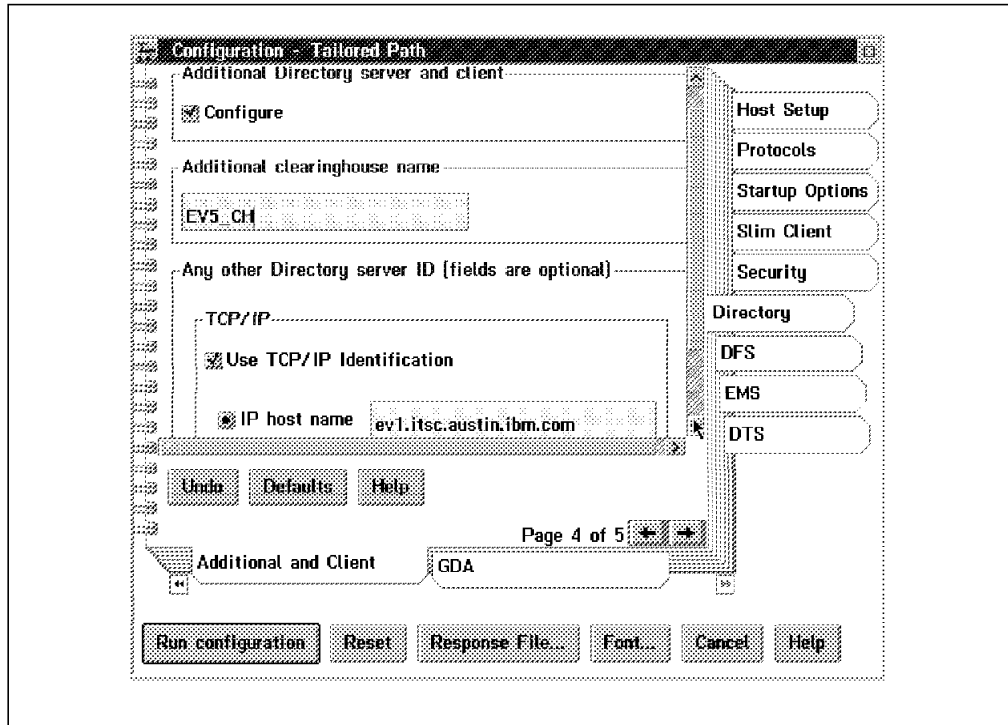 Configuration - Tailored Path
Additional Directory server and client
Configure
Additional clearinghouse name
EV5_CH
Any other Directory server ID (fields are optional)
TCP/IP
Use TCP/IP Identification
IP host name
ev1.itsc.austin.ibm.com
Undo
Defaults
Help
Page 4 of 5
Additional and Client
GDA
Host Setup
Protocols
Startup Options
Slim Client
Security
Directory
DFS
EMS
DTS
Run configuration
Reset
Response File...
Font...
Cancel
Help